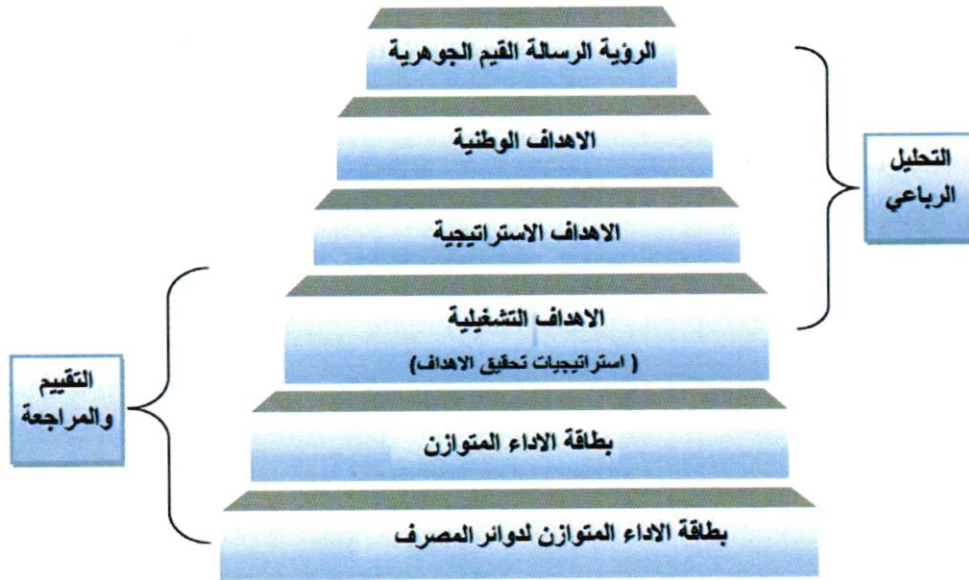 الرؤية الرسالة القيم الجوهرية
الاهداف الوطنية
التحليل
الرباعي
الاهداف الاستراتيجية
الاهداف التشغيلية
( استراتيجيات تحقيق الاهداف)
التقييم
والمراجعة
بطاقة الاداء المتوازن
بطاقة الاداء المتوازن لدوائر المصرف